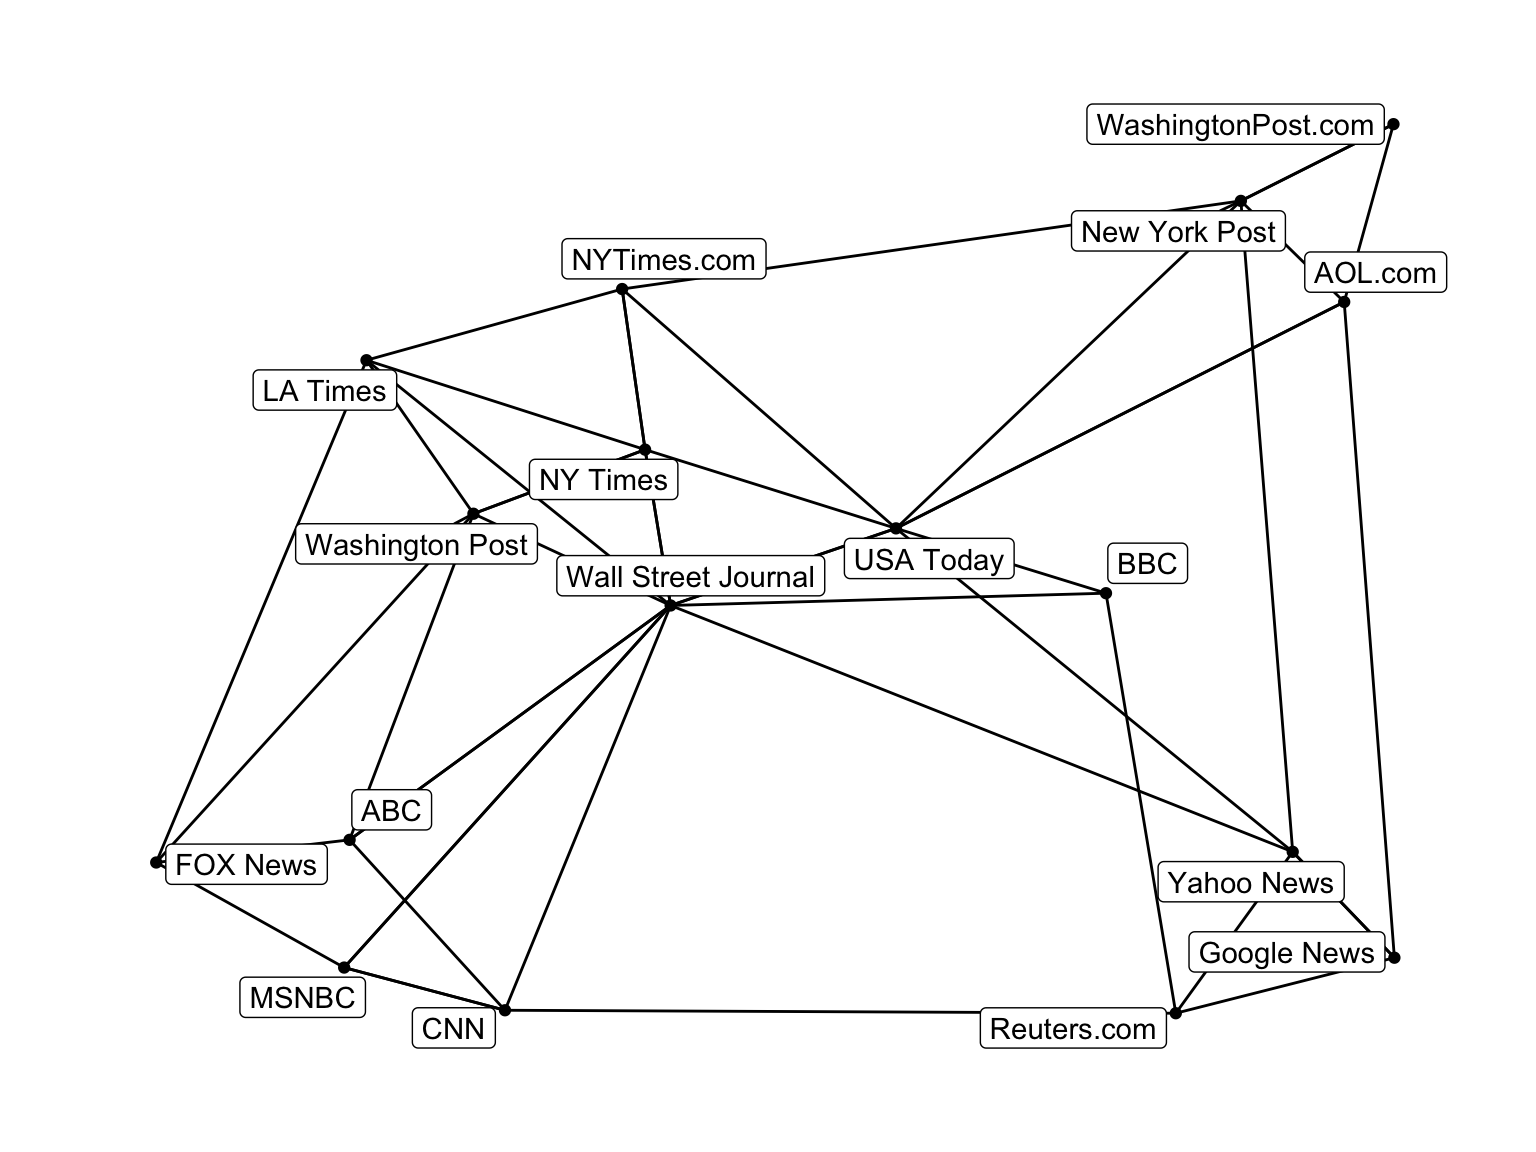 WashingtonPost.com
New York Post
NYTimes.com
AOL.com
LA Times
NY Times
Washington Post
USA Today
BBC
Wall Street Journal
ABC
FOX News
Yahoo News
Google News
MSNBC
CNN
Reuters.com